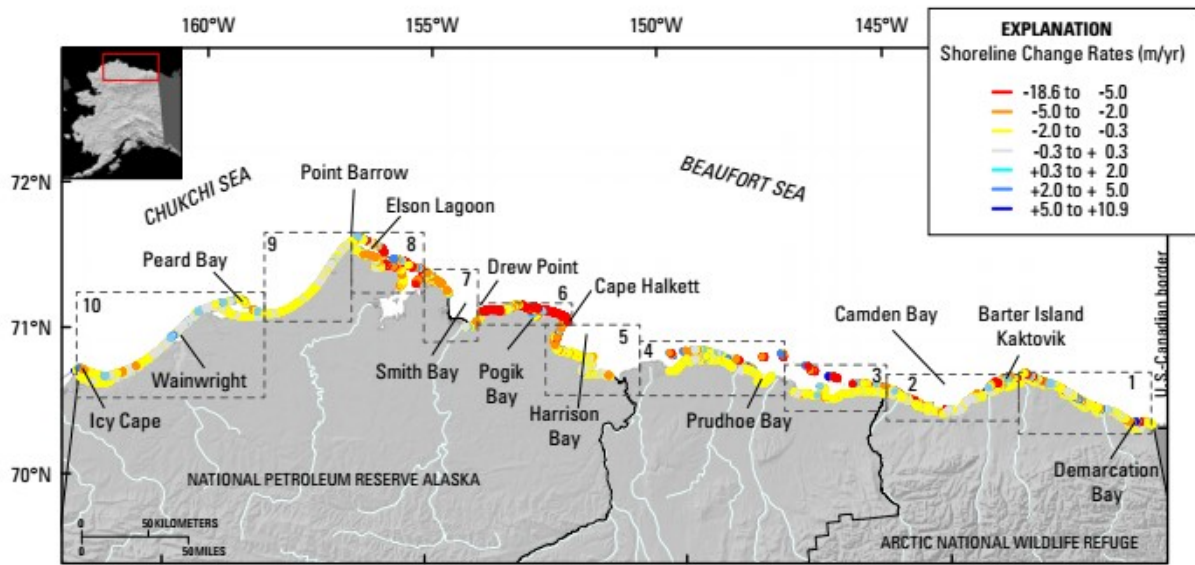 160°W
155°W
150°W
145°W
EXPLANATION
Shoreline Change Rates (m/yr)
-18.6 to -5.0
-5.0 to -2.0
-2.0 to -0.3
-0.3 to + 0.3
+0.3 to + 2.0
+2.0 to + 5.0
+5.0 to +10.9
72°N
71°N
70°N
CHUKCHI SEA
BEAUFORT SEA
Point Barrow
Elson Lagoon
Peard Bay
9
8
7
Drew Point
6
Cape Halkett
10
Wainwright
Icy Cape
Smith Bay
Pogik
Bay
5
Harrison
Bay
4
Prudhoe Bay
3
Camden Bay
2
Barter Island
Kaktovik
1
Demarcation
Bay
U.S.-Canadian border
NATIONAL PETROLEUM RESERVE ALASKA
ARCTIC NATIONAL WILDLIFE REFUGE
0 50 KILOMETERS
0 50 MILES